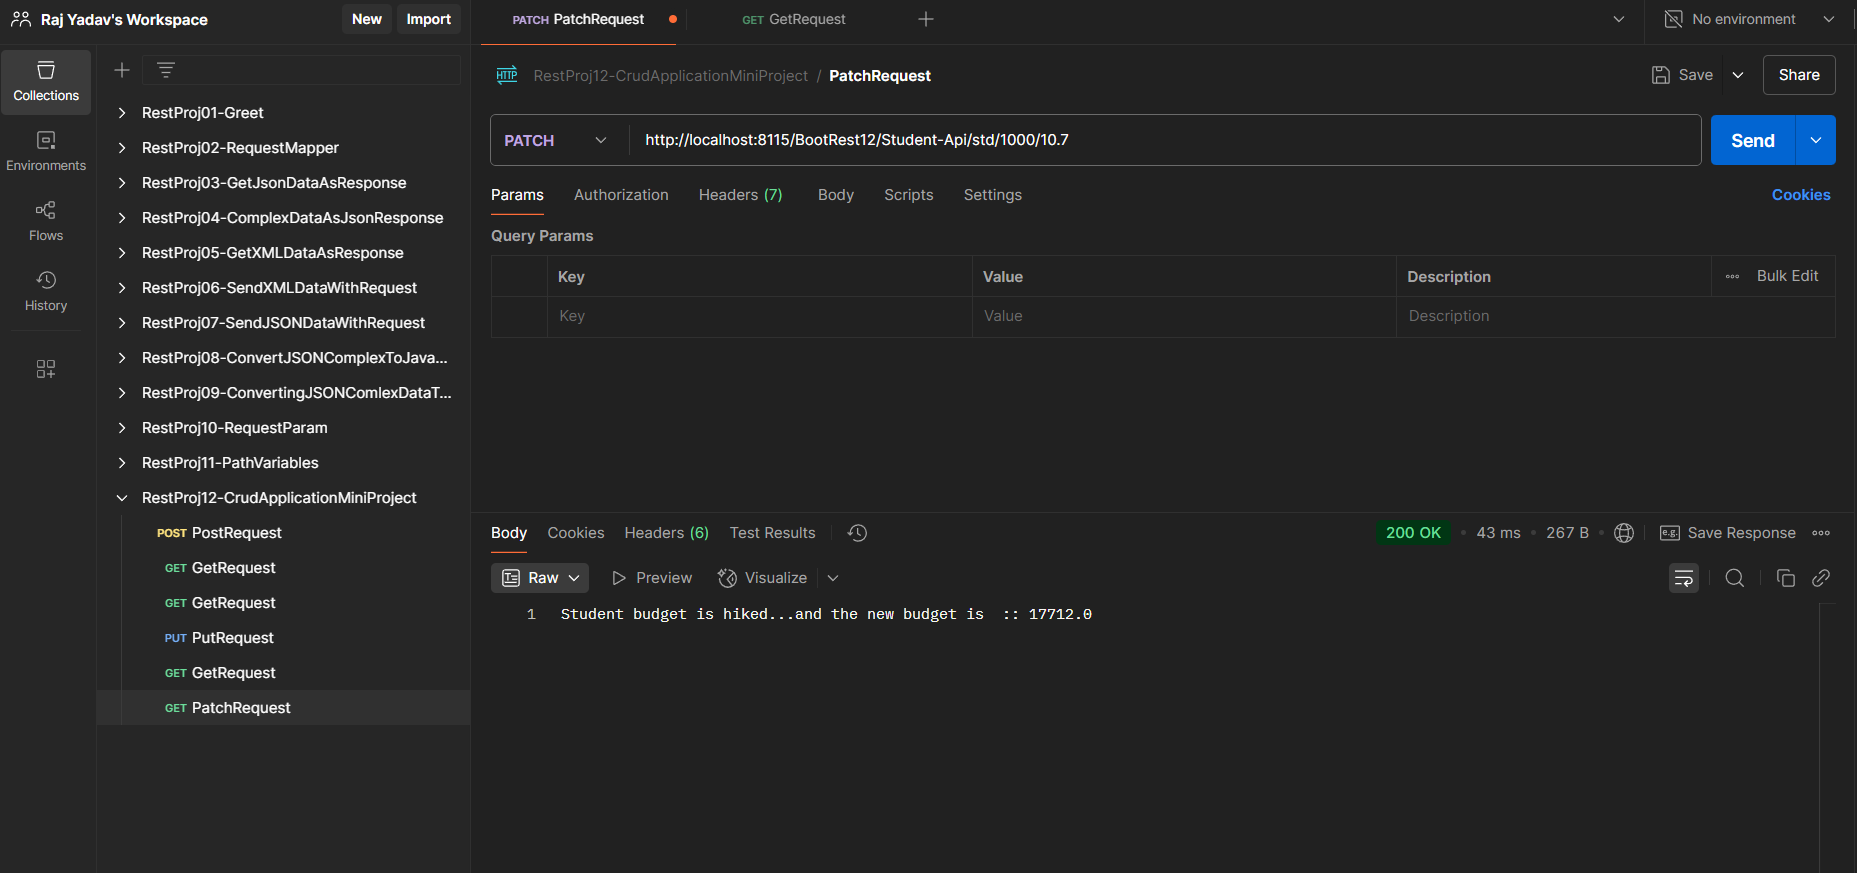 Raj Yadav's Workspace
New
Import
PATCH PatchRequest
GET GetRequest
No environment
Collections
Environments
Flows
History
RestProj01-Greet
RestProj02-RequestMapper
RestProj03-GetJsonDataAsResponse
RestProj04-ComplexDataAsJsonResponse
RestProj05-GetXMLDataAsResponse
RestProj06-SendXMLDataWithRequest
RestProj07-SendJSONDataWithRequest
RestProj08-ConvertJSONComplexToJava...
RestProj09-ConvertingJSONComlexDataT...
RestProj10-RequestParam
RestProj11-PathVariables
RestProj12-CrudApplicationMiniProject
POST PostRequest
GET GetRequest
GET GetRequest
PUT PutRequest
GET GetRequest
GET PatchRequest
HTTP RestProj12-CrudApplicationMiniProject / PatchRequest
Save
Share
PATCH http://localhost:8115/BootRest12/Student-Api/std/1000/10.7
Send
Params Authorization Headers (7) Body Scripts Settings
Cookies
Query Params
Key Value Description Bulk Edit
Key Value Description
Body Cookies Headers (6) Test Results
200 OK • 43 ms • 267 B
e.g. Save Response
Raw Preview Visualize
1 Student budget is hiked...and the new budget is :: 17712.0